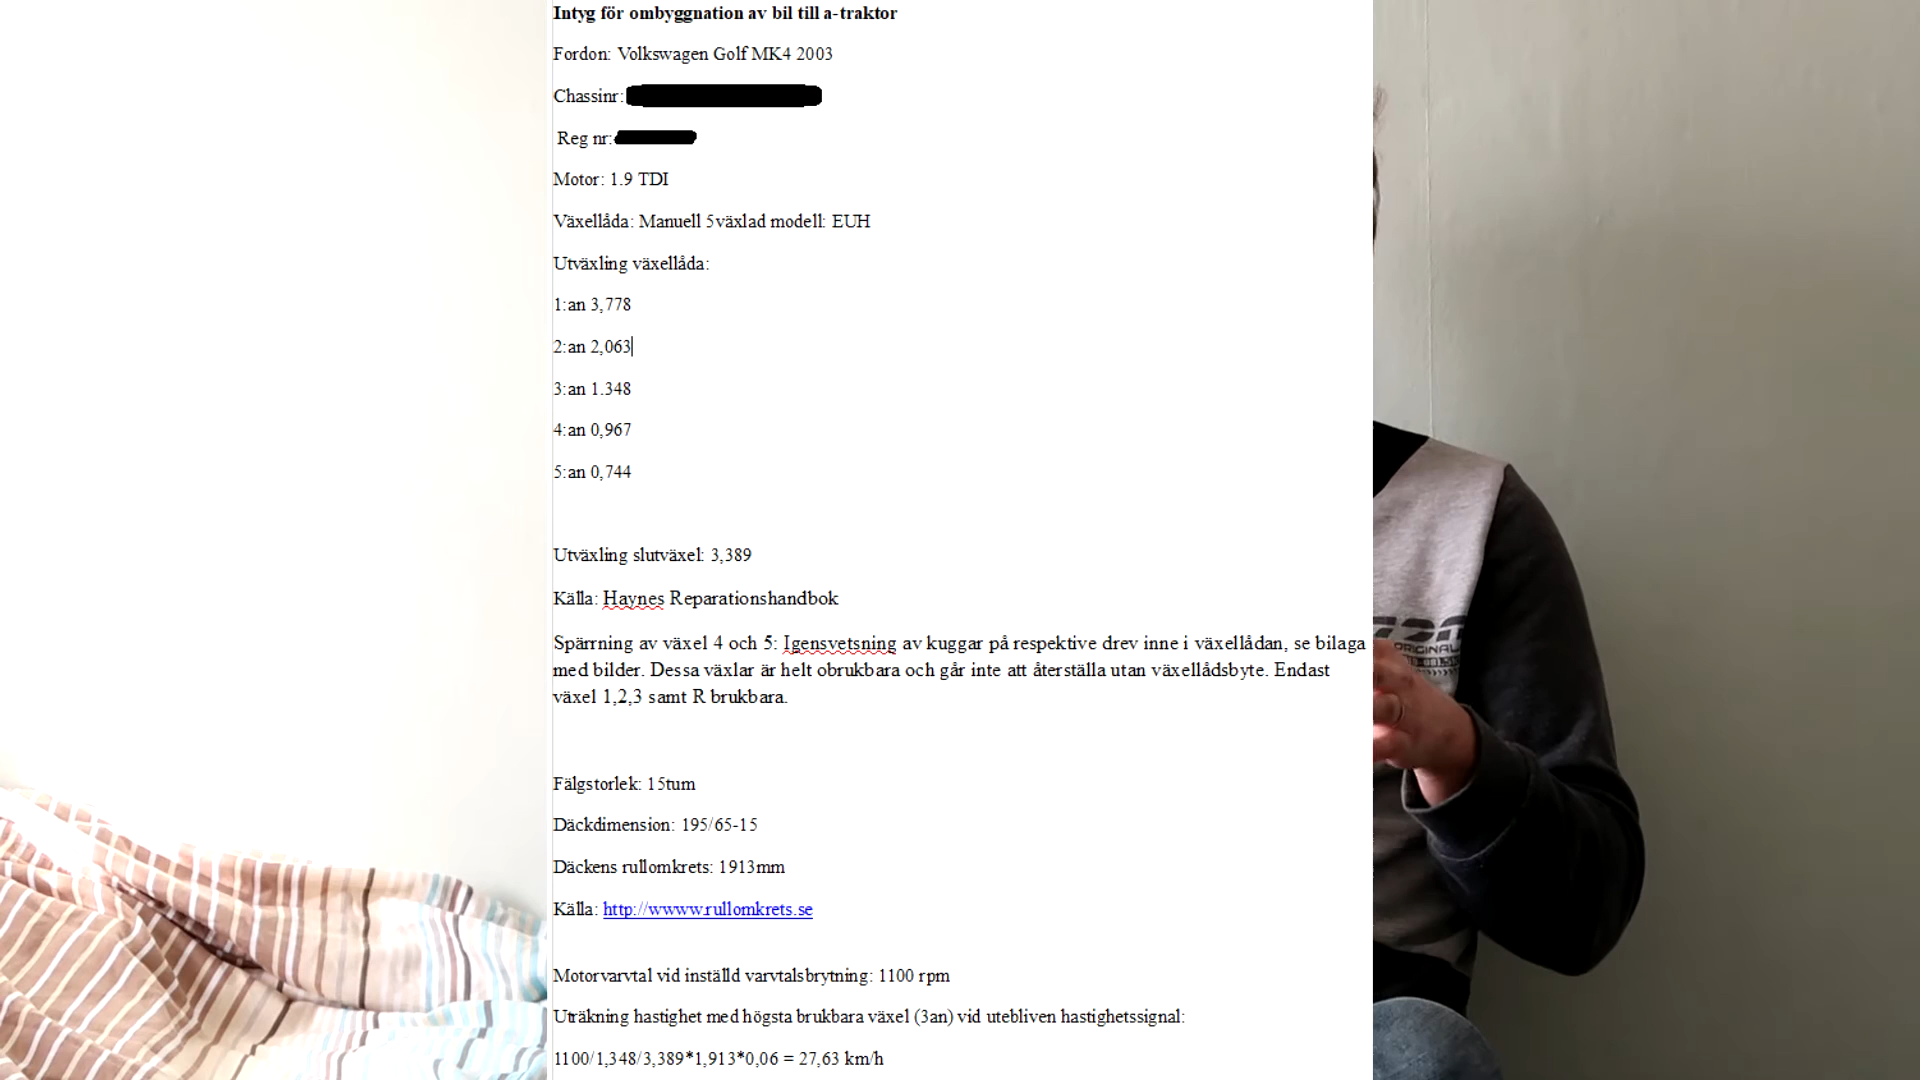 Intyg för ombyggnation av bil till a-traktor
Fordon: Volkswagen Golf MK4 2003
Chassinr:
Reg nr:
Motor: 1.9 TDI
Växellåda: Manuell 5växlad modell: EUH
Utväxling växellåda:
1:an 3,778
2:an 2,063
3:an 1.348
4:an 0,967
5:an 0,744
Utväxling slutväxel: 3,389
Källa: Haynes Reparationshandbok
Spärrning av växel 4 och 5: Igensvetsning av kuggar på respektive drev inne i växellådan, se bilaga
med bilder. Dessa växlar är helt obrukbara och går inte att återställa utan växellådsbyte. Endast
växel 1,2,3 samt R brukbara.
ORIGINAL
Fälgstorlek: 15tum
Däckdimension: 195/65-15
Däckens rullomkrets: 1913mm
Källa: http://wwww.rullomkrets.se
Motorvarvtal vid inställd varvtalsbrytning: 1100 rpm
Uträkning hastighet med högsta brukbara växel (3an) vid utebliven hastighetssignal:
1100/1,348/3,389*1,913*0,06 = 27,63 km/h